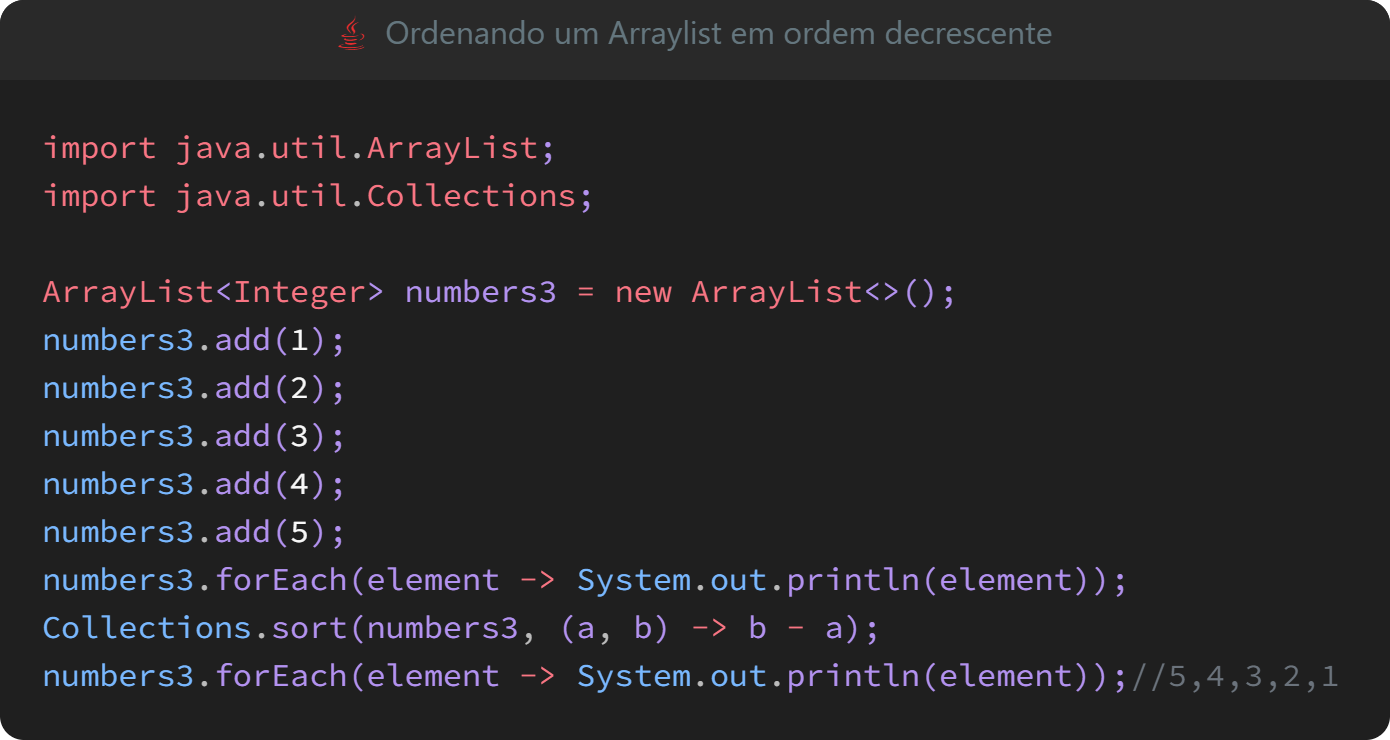 Ordenando um Arraylist em ordem decrescente
import java.util.ArrayList;
import java.util.Collections;
ArrayList<Integer> numbers3 = new ArrayList<>();
numbers3.add(1);
numbers3.add(2);
numbers3.add(3);
numbers3.add(4);
numbers3.add(5);
numbers3.forEach(element -> System.out.println(element));
Collections.sort(numbers3, (a, b) -> b - a);
numbers3.forEach(element -> System.out.println(element));//5,4,3,2,1